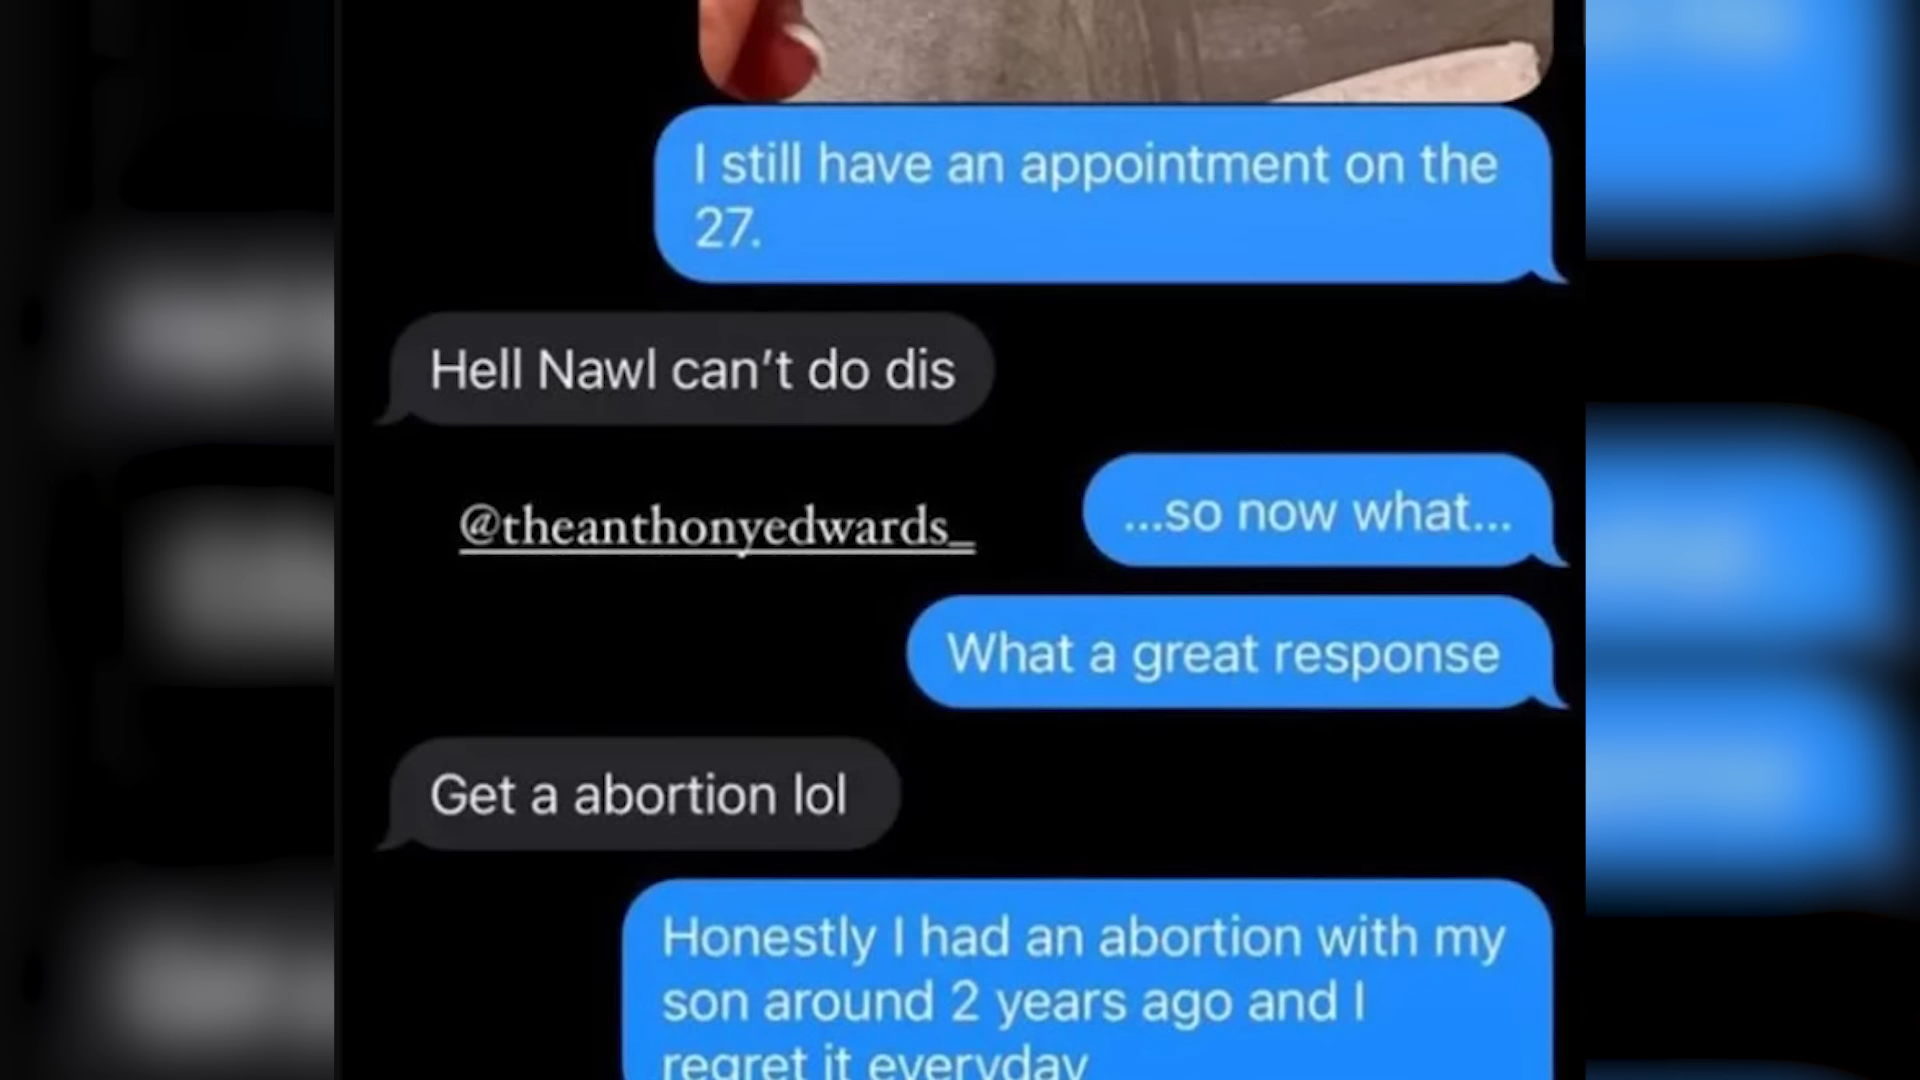 I still have an appointment on the
27.
Hell Nawl can't do dis
@theanthonyedwards_
...so now what...
What a great response
Get a abortion lol
Honestly I had an abortion with my
son around 2 years ago and I
regret it everyday